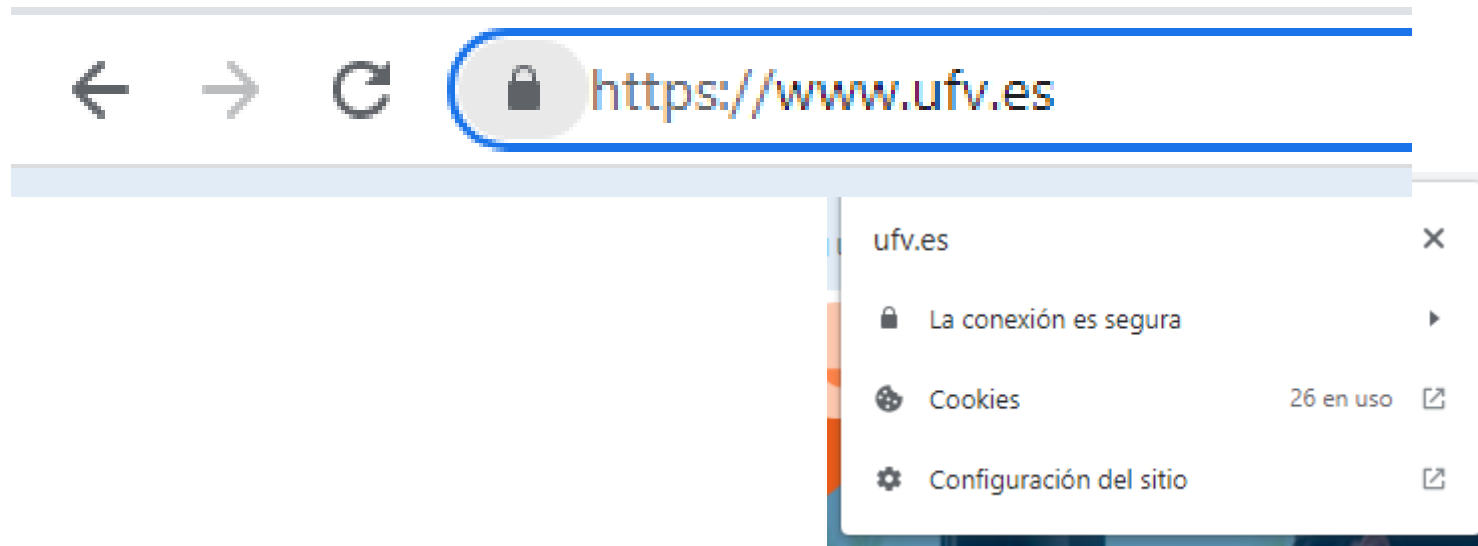 https://www.ufv.es
ufv.es
La conexión es segura
Cookies 26 en uso
Configuración del sitio